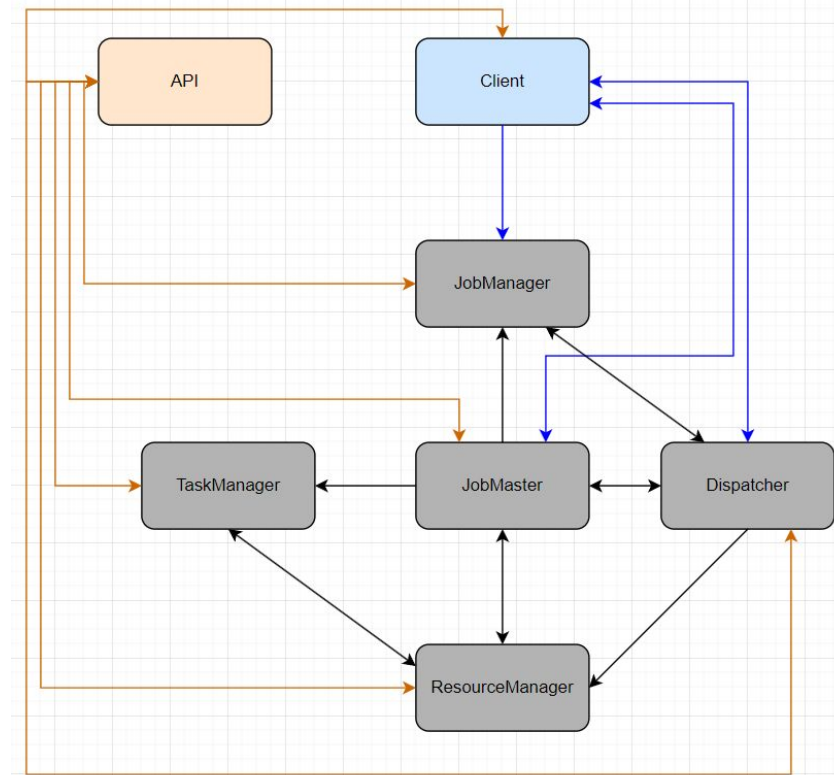 API
Client
JobManager
TaskManager
JobMaster
Dispatcher
ResourceManager